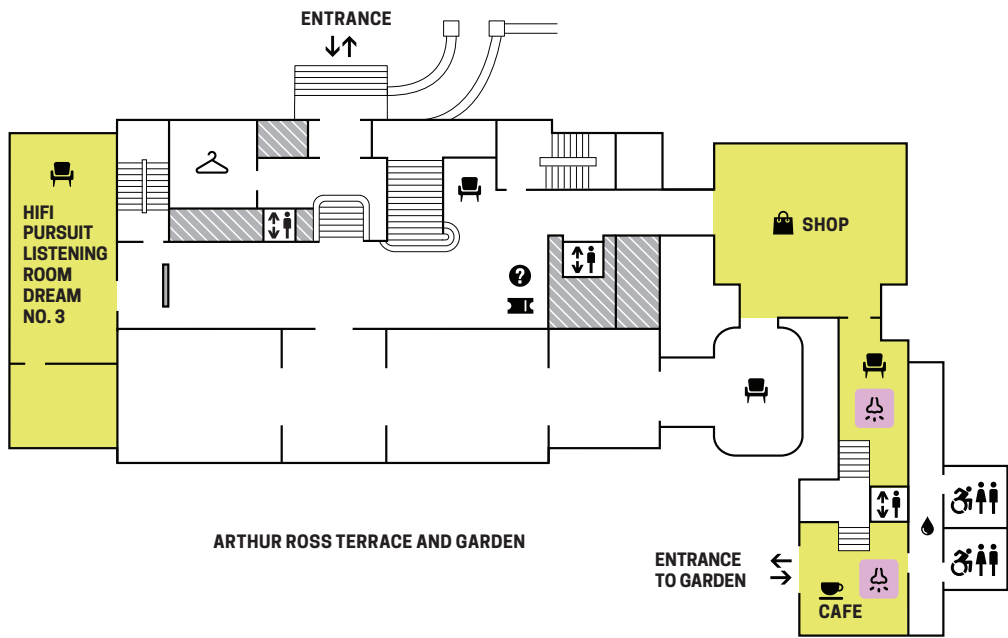 ENTRANCE
HIFI
PURSUIT
LISTENING
ROOM
DREAM
NO. 3
SHOP
?
ARTHUR ROSS TERRACE AND GARDEN
ENTRANCE
TO GARDEN
CAFE